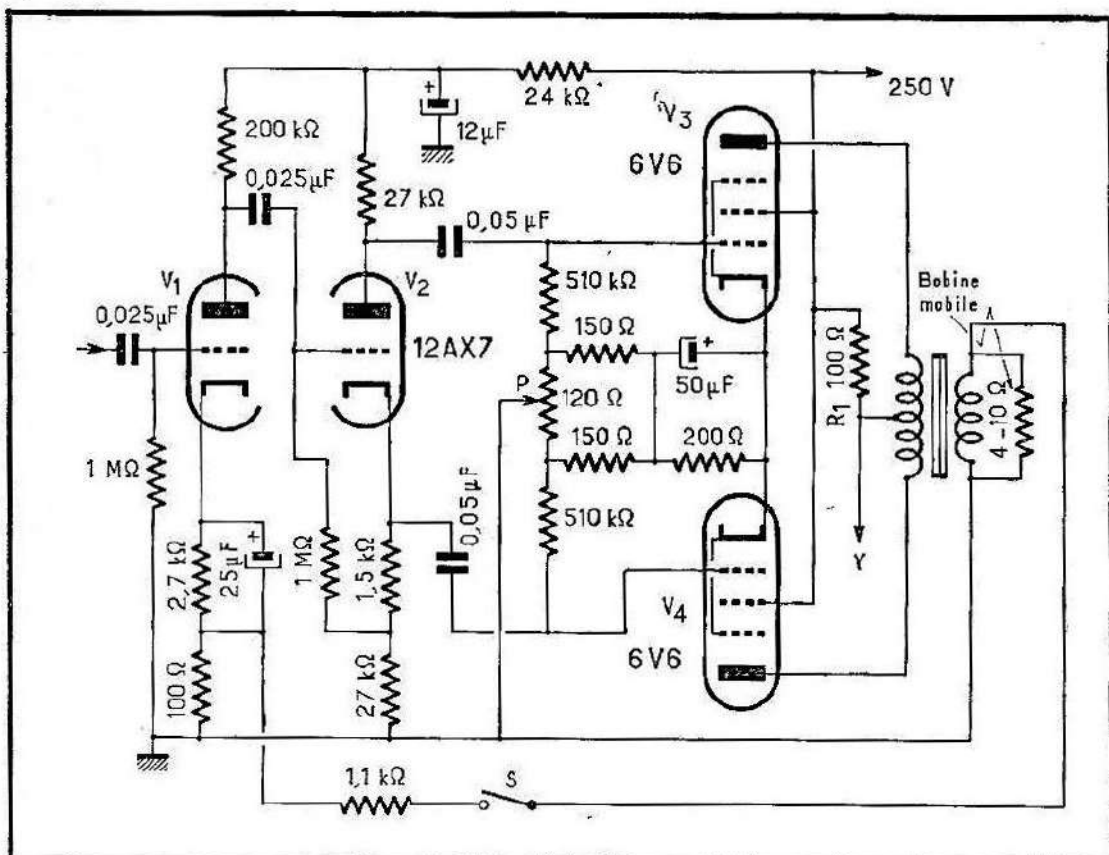 24 kΩ
250 V
12µF
200 kΩ
0,025µF
27 kΩ
V3
6V6
0,05 µF
V1
V2
510 kΩ
Bobine
mobile
0,025µF
12AX7
150 Ω
50µF
P
120 Ω
R1
100 Ω
4-10 Ω
1 MΩ
150 Ω
200 Ω
0,05µF
510 kΩ
Y
2,7 kΩ
25µF
1 MΩ
1,5 kΩ
V4
6V6
100Ω
27 kΩ
1,1 kΩ
S